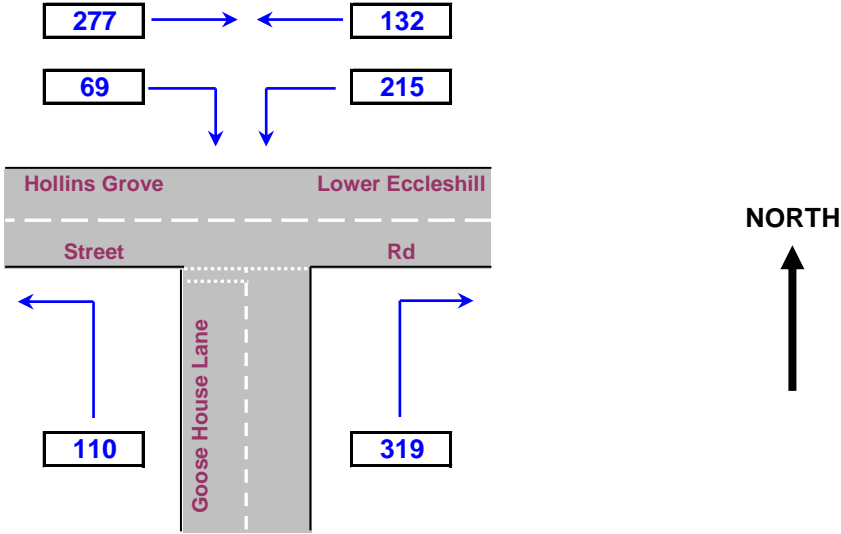 277 132
69 215
Hollins Grove Lower Eccleshill
NORTH
Street Rd
Goose House Lane
110 319